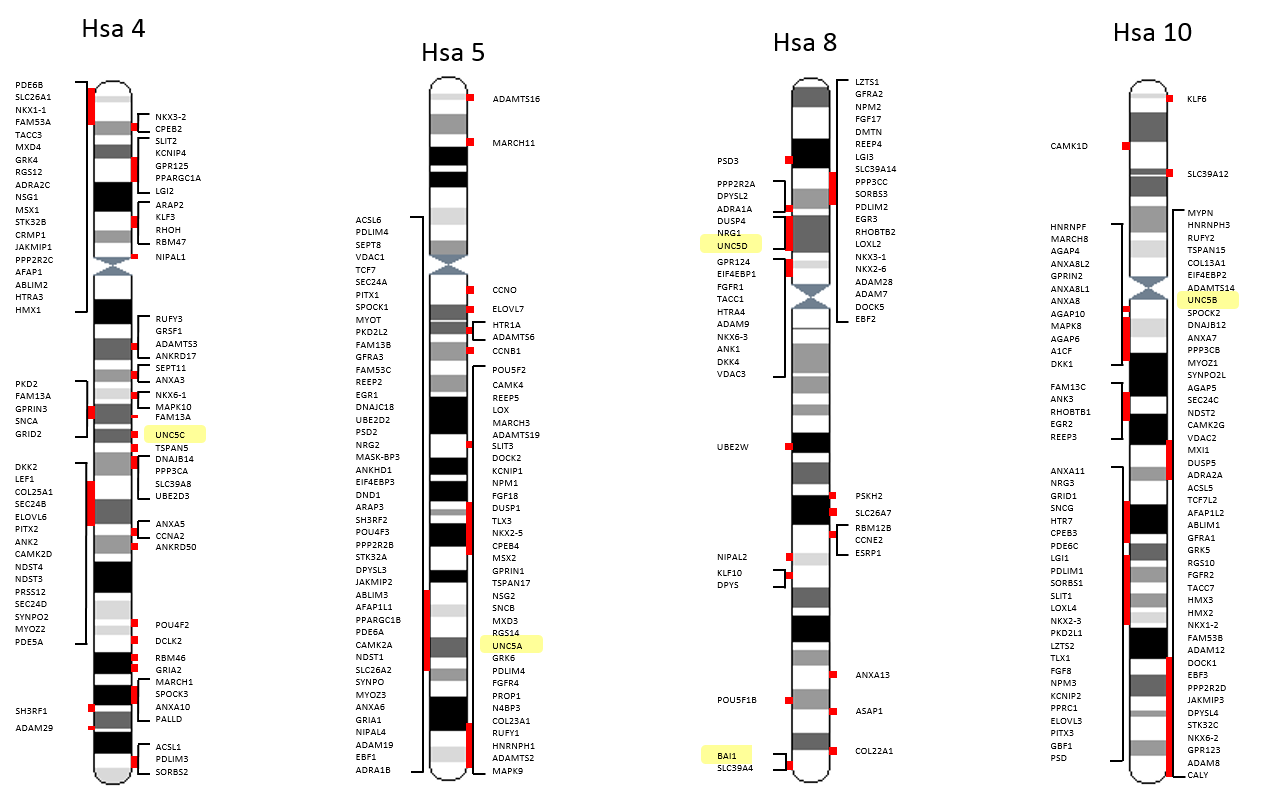 Hsa 4
PDE6B
SLC26A1
NKX1-1
FAM53A
TACC3
MXD4
GRK4
RGS12
ADRA2C
NSG1
MSX1
STK32B
CRMP1
JAKMIP1
PPP2R2C
AFAP1
ABLIM2
HTRA3
HMX1
PKD2
FAM13A
GPRIN3
SNCA
GRID2
DKK2
LEF1
COL25A1
SEC24B
ELOVL6
PITX2
ANK2
CAMK2D
NDST4
NDST3
PRSS12
SEC24D
SYNPO2
MYOZ2
PDE5A
SH3RF1
ADAM29
NKX3-2
CPEB2
SLIT2
KCNIP4
GPR125
PPARGC1A
LGI2
ARAP2
KLF3
RHOH
RBM47
NIPAL1
RUFY3
GRSF1
ADAMTS3
ANKRD17
SEPT11
ANXA3
NKX6-1
MAPK10
FAM13A
UNC5C
TSPAN5
DNAJB14
PPP3CA
SLC39A8
UBE2D3
ANXA5
CCNA2
ANKRD50
POU4F2
DCLK2
RBM46
GRIA2
MARCH1
SPOCK3
ANXA10
PALLD
ACSL1
PDLIM3
SORBS2
Hsa 5
ACSL6
PDLIM4
SEPT8
VDAC1
TCF7
SEC24A
PITX1
SPOCK1
MYOT
PKD2L2
FAM13B
GFRA3
FAM53C
REEP2
EGR1
DNAJC18
UBE2D2
PSD2
NRG2
MASK-BP3
ANKHD1
EIF4EBP3
DND1
ARAP3
SH3RF2
POU4F3
PPP2R2B
STK32A
DPYSL3
JAKMIP2
ABLIM3
AFAP1L1
PPARGC1B
PDE6A
CAMK2A
NDST1
SLC26A2
SYNPO
MYOZ3
ANXA6
GRIA1
NIPAL4
ADAM19
EBF1
ADRA1B
ADAMTS16
MARCH11
CCNO
ELOVL7
HTR1A
ADAMTS6
CCNB1
POU5F2
CAMK4
REEP5
LOX
MARCH3
ADAMTS19
SLIT3
DOCK2
KCNIP1
NPM1
FGF18
DUSP1
TLX3
NKX2-5
CPEB4
MSX2
GPRIN1
TSPAN17
NSG2
SNCB
MXD3
RGS14
UNC5A
GRK6
PDLIM4
FGFR4
PROP1
N4BP3
COL23A1
RUFY1
HNRNPH1
ADAMTS2
MAPK9
Hsa 8
PSD3
PPP2R2A
DPYSL2
ADRA1A
DUSP4
NRG1
UNC5D
GPR124
EIF4EBP1
FGFR1
TACC1
HTRA4
ADAM9
NKX6-3
ANK1
DKK4
VDAC3
UBE2W
NIPAL2
KLF10
DPYS
POU5F1B
BAI1
SLC39A4
LZTS1
GFRA2
NPM2
FGF17
DMTN
REEP4
LGI3
SLC39A14
PPP3CC
SORBS3
PDLIM2
EGR3
RHOBTB2
LOXL2
NKX3-1
NKX2-6
ADAM28
ADAM7
DOCK5
EBF2
PSKH2
SLC26A7
RBM12B
CCNE2
ESRP1
ANXA13
ASAP1
COL22A1
Hsa 10
CAMK1D
HNRNPF
MARCH8
AGAP4
ANXA8L2
GPRIN2
ANXA8L1
ANXA8
AGAP10
MAPK8
AGAP6
A1CF
DKK1
FAM13C
ANK3
RHOBTB1
EGR2
REEP3
ANXA11
NRG3
GRID1
SNCG
HTR7
CPEB3
PDE6C
LGI1
PDLIM1
SORBS1
SLIT1
LOXL4
NKX2-3
PKD2L1
LZTS2
TLX1
FGF8
NPM3
KCNIP2
PPRC1
ELOVL3
PITX3
GBF1
PSD
KLF6
SLC39A12
MYPN
HNRNPH3
RUFY2
TSPAN15
COL13A1
EIF4EBP2
ADAMTS14
UNC5B
SPOCK2
DNAJB12
ANXA7
PPP3CB
MYOZ1
SYNPO2L
AGAP5
SEC24C
NDST2
CAMK2G
VDAC2
MXI1
DUSP5
ADRA2A
ACSL5
TCF7L2
AFAP1L2
ABLIM1
GFRA1
GRK5
RGS10
FGFR2
TACC7
HMX3
HMX2
NKX1-2
FAM53B
ADAM12
DOCK1
EBF3
PPP2R2D
JAKMIP3
DPYSL4
STK32C
NKX6-2
GPR123
ADAM8
CALY